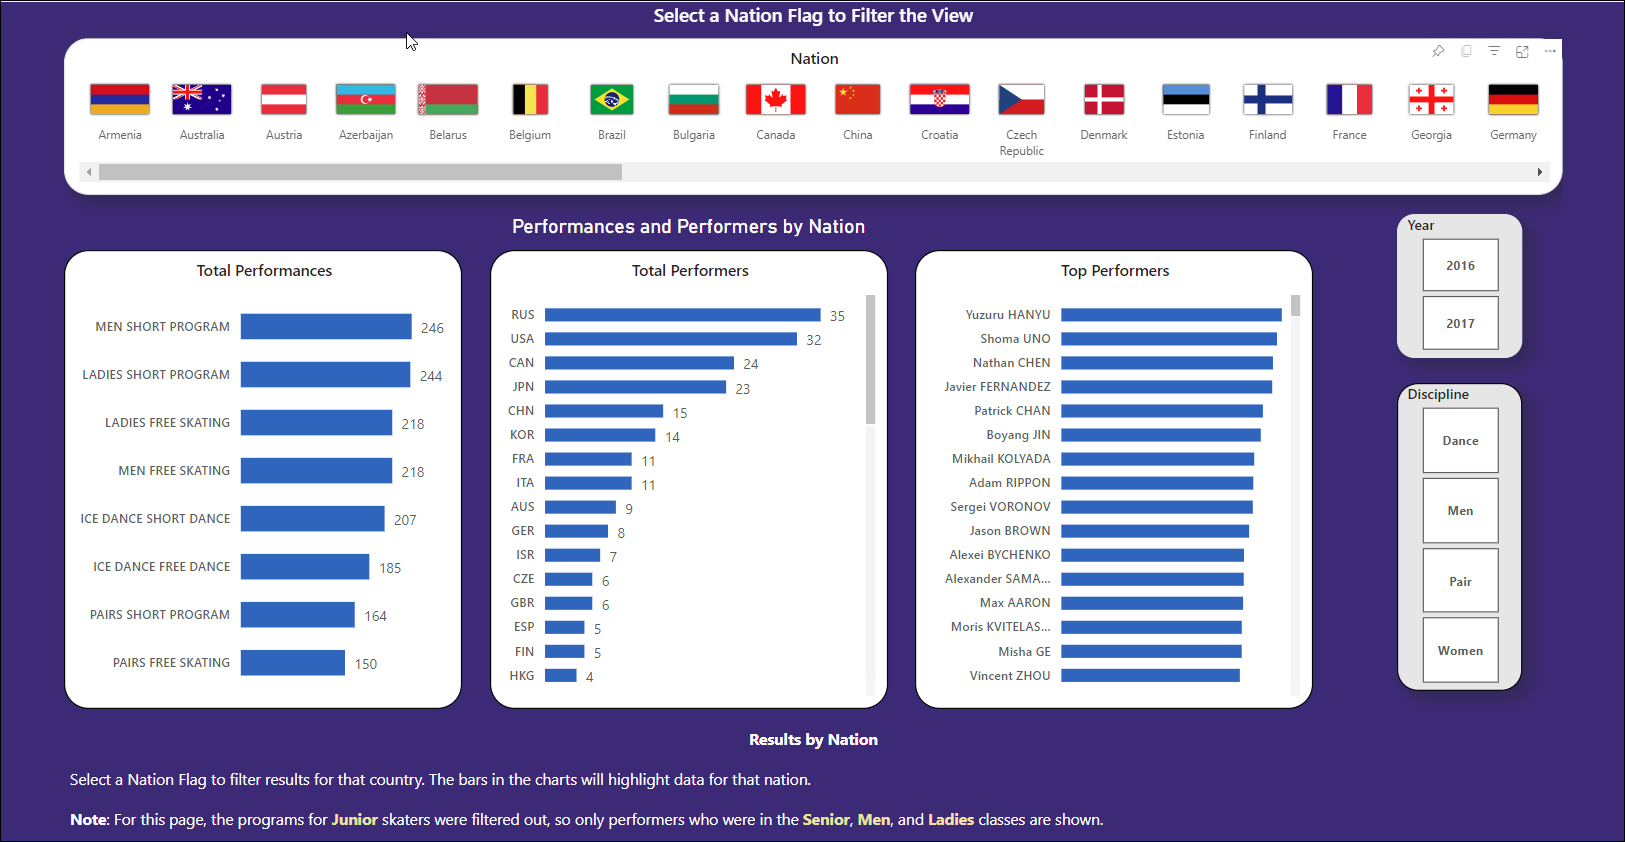 Select a Nation Flag to Filter the View
Nation
Armenia
Australia
Austria
Azerbaijan
Belarus
Belgium
Brazil
Bulgaria
Canada
China
Croatia
Czech
Republic
Denmark
Estonia
Finland
France
Georgia
Germany
Performances and Performers by Nation
Total Performances
MEN SHORT PROGRAM 246
LADIES SHORT PROGRAM 244
LADIES FREE SKATING 218
MEN FREE SKATING 218
ICE DANCE SHORT DANCE 207
ICE DANCE FREE DANCE 185
PAIRS SHORT PROGRAM 164
PAIRS FREE SKATING 150
Total Performers
RUS 35
USA 32
CAN 24
JPN 23
CHN 15
KOR 14
FRA 11
ITA 11
AUS 9
GER 8
ISR 7
CZE 6
GBR 6
ESP 5
FIN 5
HKG 4
Top Performers
Yuzuru HANYU
Shoma UNO
Nathan CHEN
Javier FERNANDEZ
Patrick CHAN
Boyang JIN
Mikhail KOLYADA
Adam RIPPON
Sergei VORONOV
Jason BROWN
Alexei BYCHENKO
Alexander SAMA...
Max AARON
Moris KVITELAS...
Misha GE
Vincent ZHOU
Year
2016
2017
Discipline
Dance
Men
Pair
Women
Results by Nation
Select a Nation Flag to filter results for that country. The bars in the charts will highlight data for that nation.
Note: For this page, the programs for Junior skaters were filtered out, so only performers who were in the Senior, Men, and Ladies classes are shown.